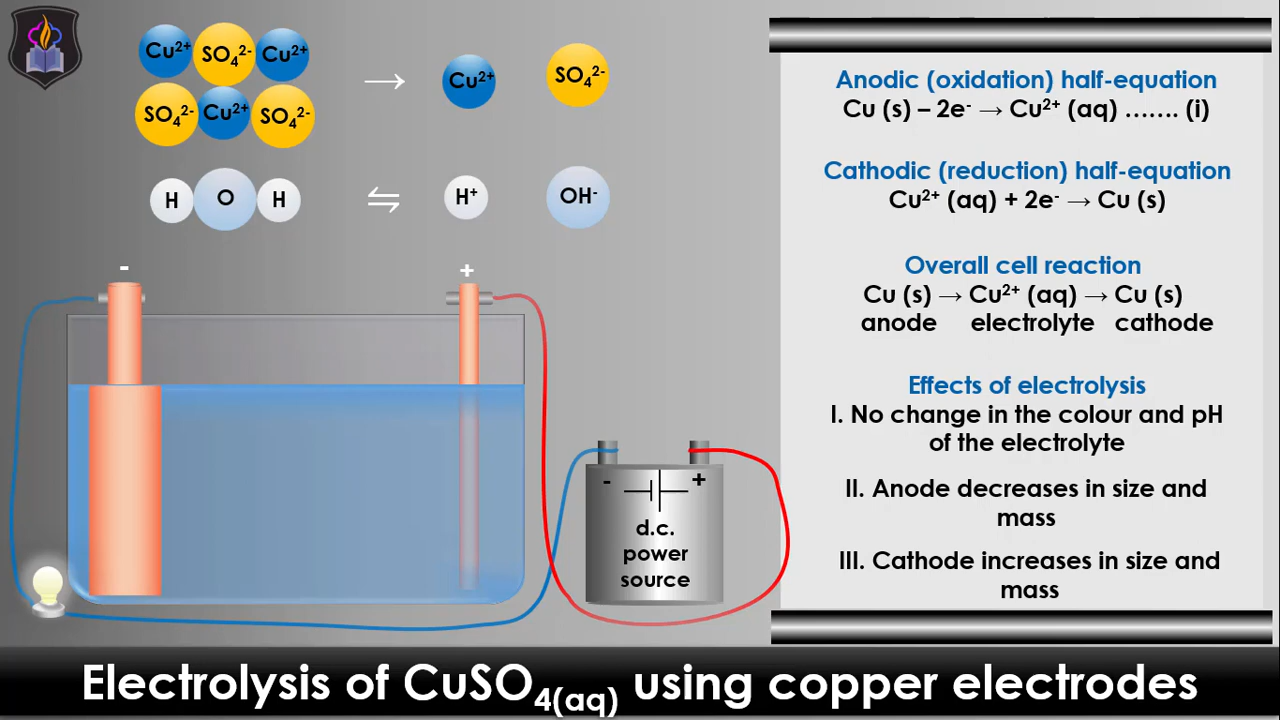 Cu²⁺ SO₄²⁻ Cu²⁺
SO₄²⁻ Cu²⁺ SO₄²⁻
→ Cu²⁺ SO₄²⁻
H O H ⇌ H⁺ OH⁻
- +
- +
d.c.
power
source
Anodic (oxidation) half-equation
Cu (s) – 2e⁻ → Cu²⁺ (aq) ……. (i)
Cathodic (reduction) half-equation
Cu²⁺ (aq) + 2e⁻ → Cu (s)
Overall cell reaction
Cu (s) → Cu²⁺ (aq) → Cu (s)
anode electrolyte cathode
Effects of electrolysis
I. No change in the colour and pH
of the electrolyte
II. Anode decreases in size and
mass
III. Cathode increases in size and
mass
Electrolysis of CuSO₄₍aq₎ using copper electrodes